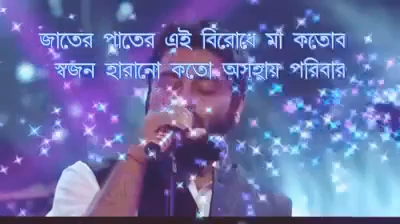 জাতের পাতের এই বিরোধে মা কতোব
স্বজন হারানো কতো অসহায় পরিবার